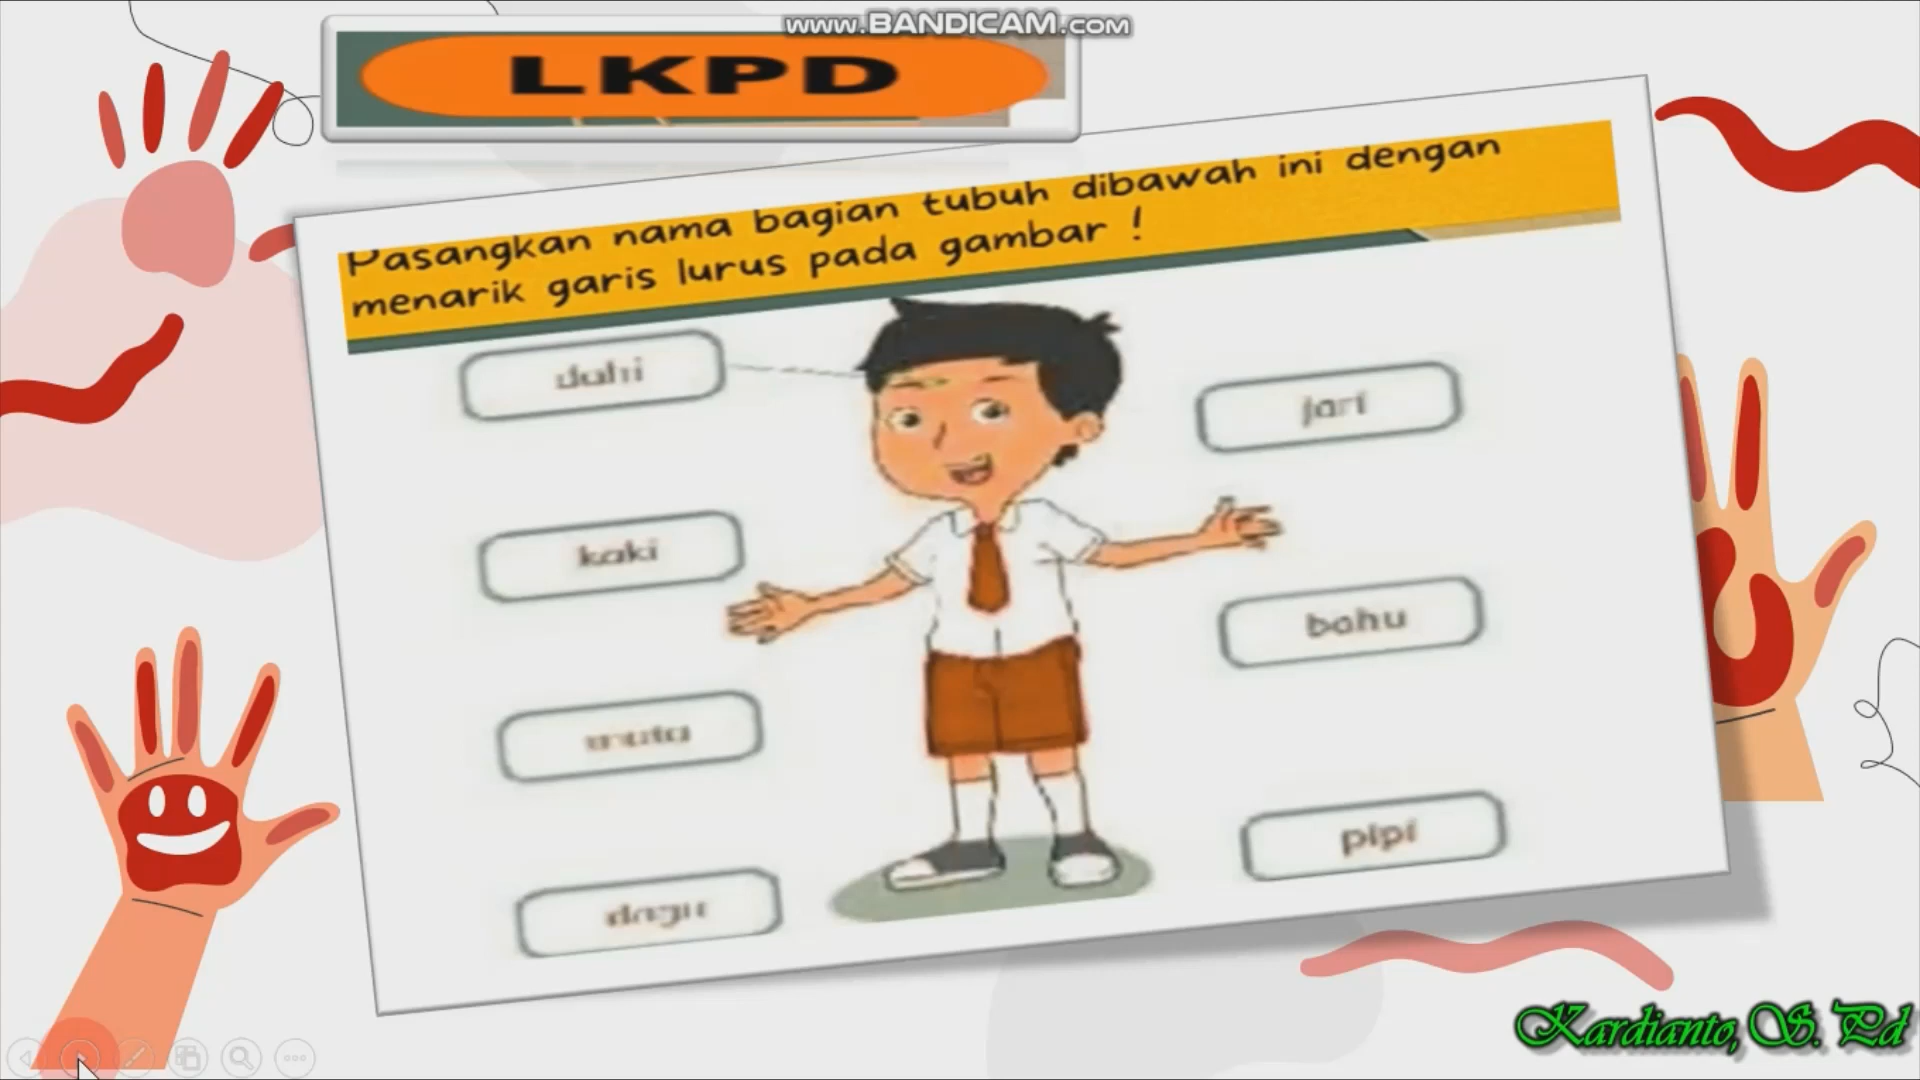 www.BANDICAM.com
LKPD
Pasangkan nama bagian tubuh dibawah ini dengan
menarik garis lurus pada gambar !
dahi
jari
kaki
bahu
mata
pipi
dagu
Kardianto, S. Pd